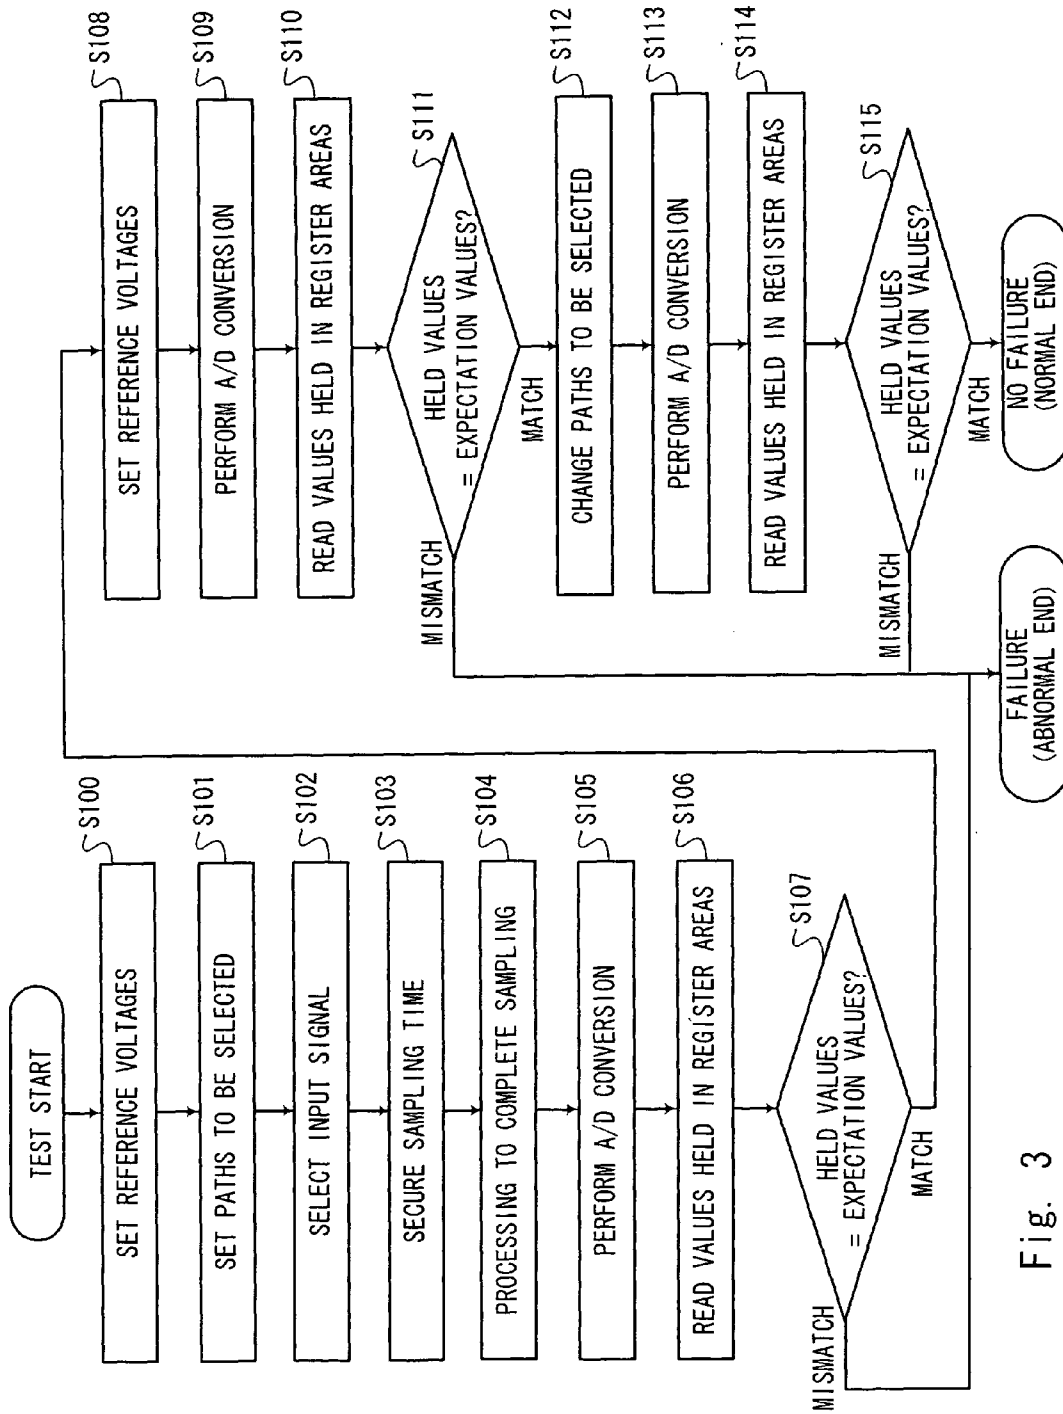 TEST START
SET REFERENCE VOLTAGES
S100
SET PATHS TO BE SELECTED
S101
SELECT INPUT SIGNAL
S102
SECURE SAMPLING TIME
S103
PROCESSING TO COMPLETE SAMPLING
S104
PERFORM A/D CONVERSION
S105
READ VALUES HELD IN REGISTER AREAS
S106
HELD VALUES
= EXPECTATION VALUES?
S107
MISMATCH
MATCH
SET REFERENCE VOLTAGES
S108
PERFORM A/D CONVERSION
S109
READ VALUES HELD IN REGISTER AREAS
S110
HELD VALUES
= EXPECTATION VALUES?
S111
MISMATCH
MATCH
CHANGE PATHS TO BE SELECTED
S112
PERFORM A/D CONVERSION
S113
READ VALUES HELD IN REGISTER AREAS
S114
HELD VALUES
= EXPECTATION VALUES?
S115
MISMATCH
MATCH
FAILURE
(ABNORMAL END)
NO FAILURE
(NORMAL END)
Fig. 3